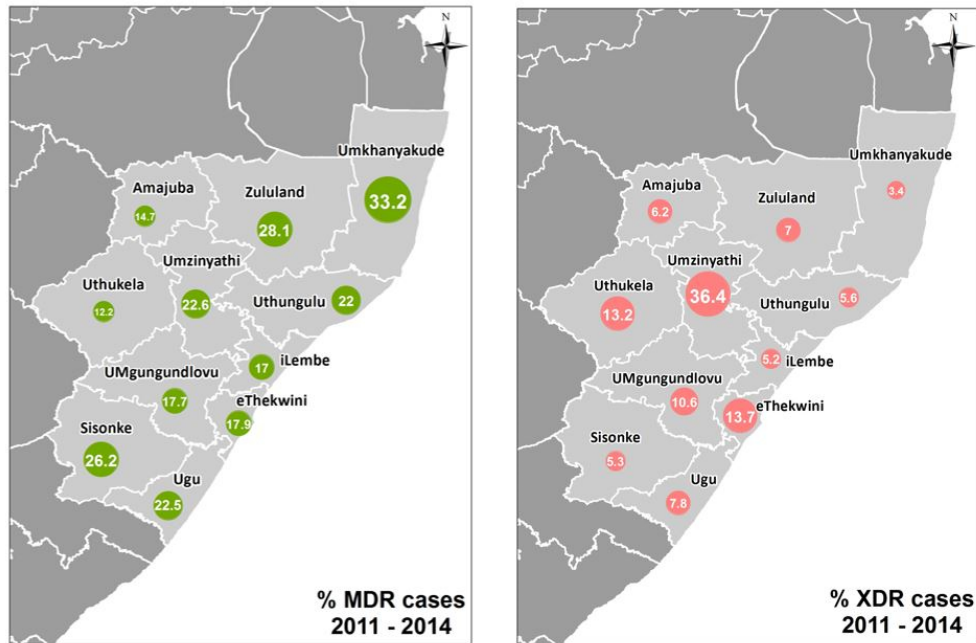 N
Umkhanyakude
33.2
Amajuba
14.7
Zululand
28.1
Umzinyathi
22.6
Uthukela
12.2
Uthungulu
22
iLembe
17
UMgungundlovu
17.7
eThekwini
17.9
Sisonke
26.2
Ugu
22.5
% MDR cases
2011 - 2014
N
Umkhanyakude
3.4
Amajuba
6.2
Zululand
7
Umzinyathi
36.4
Uthukela
13.2
Uthungulu
5.6
iLembe
5.2
UMgungundlovu
10.6
eThekwini
13.7
Sisonke
5.3
Ugu
7.8
% XDR cases
2011 - 2014